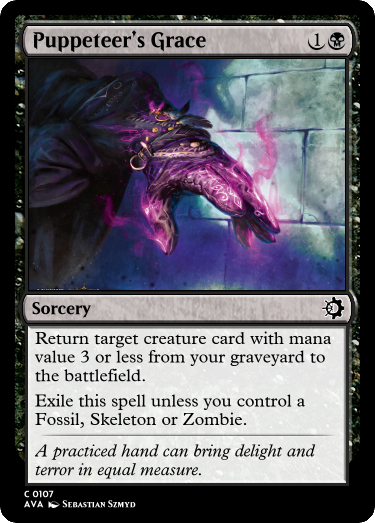 Puppeteer's Grace 1
Sorcery
Return target creature card with mana
value 3 or less from your graveyard to
the battlefield.
Exile this spell unless you control a
Fossil, Skeleton or Zombie.
A practiced hand can bring delight and
terror in equal measure.
C 0107
AVA SEBASTIAN SZMYD